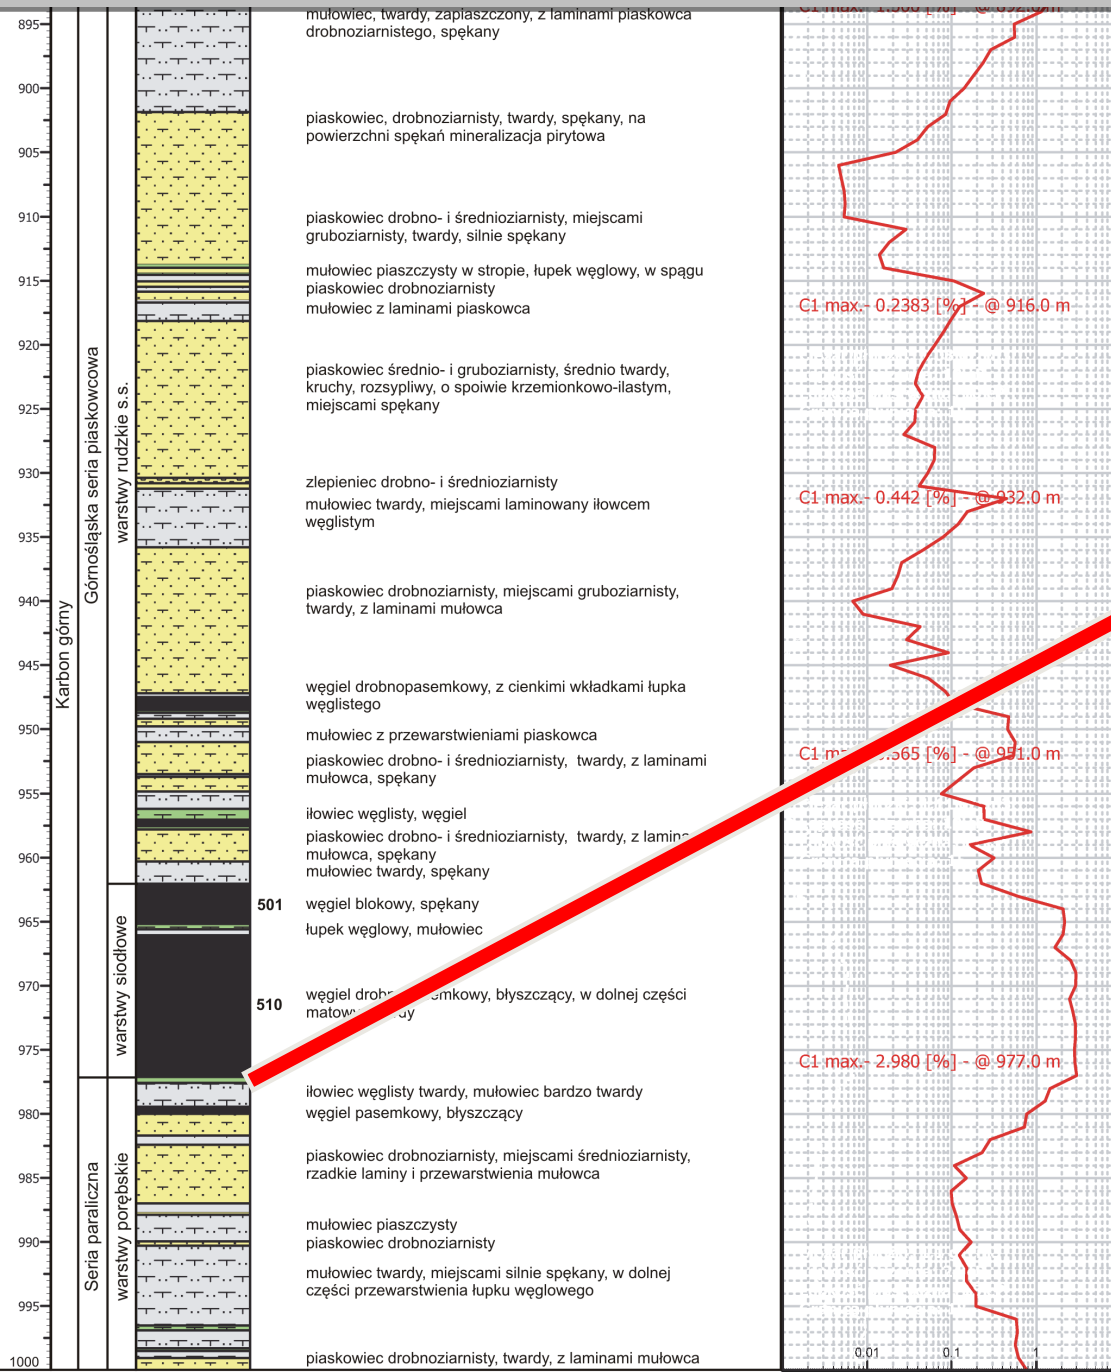 mułowiec, twardy, zapiaszczony, z laminami piaskowca
drobnoziarnistego, spękany
piaskowiec, drobnoziarnisty, twardy, spękany, na
powierzchni spękań mineralizacja pirytowa
piaskowiec drobno- i średnioziarnisty, miejscami
gruboziarnisty, twardy, silnie spękany
mułowiec piaszczysty w stropie, łupek węglowy, w spągu
piaskowiec drobnoziarnisty
mułowiec z laminami piaskowca
piaskowiec średnio- i gruboziarnisty, średnio twardy,
kruchy, rozsypliwy, o spoiwie krzemionkowo-ilastym,
miejscami spękany
zlepieniec drobno- i średnioziarnisty
mułowiec twardy, miejscami laminowany iłowcem
węglistym
piaskowiec drobnoziarnisty, miejscami gruboziarnisty,
twardy, z laminami mułowca
węgiel drobnopasemkowy, z cienkimi wkładkami łupka
węglistego
mułowiec z przewarstwieniami piaskowca
piaskowiec drobno- i średnioziarnisty, twardy, z laminami
mułowca, spękany
iłowiec węglisty, węgiel
piaskowiec drobno- i średnioziarnisty, twardy, z
mułowca, spękany
mułowiec twardy, spękany
501 węgiel blokowy, spękany
łupek węglowy, mułowiec
510 węgiel błyszczący, w dolnej części
iłowiec węglisty twardy, mułowiec bardzo twardy
węgiel pasemkowy, błyszczący
piaskowiec drobnoziarnisty, miejscami średnioziarnisty,
rzadkie laminy i przewarstwienia mułowca
mułowiec piaszczysty
piaskowiec drobnoziarnisty
mułowiec twardy, miejscami silnie spękany, w dolnej
części przewarstwienia łupku węglowego
piaskowiec drobnoziarnisty, twardy, z laminami mułowca
895
900
905
910
915
920
925
930
935
940
945
950
955
960
965
970
975
980
985
990
995
1000
Karbon górny
Górnośląska seria piaskowcowa
Seria paraliczna
warstwy rudzkie s.s.
warstwy siodłowe
warstwy porębskie
C1 max.- 0.2383 [%] - @ 916.0 m
C1 max.- 0.442 [%] - @ 932.0 m
C1 [%] - @ 951.0 m
C1 max.- 2.980 [%] - @ 977.0 m
0.01 0.1 1